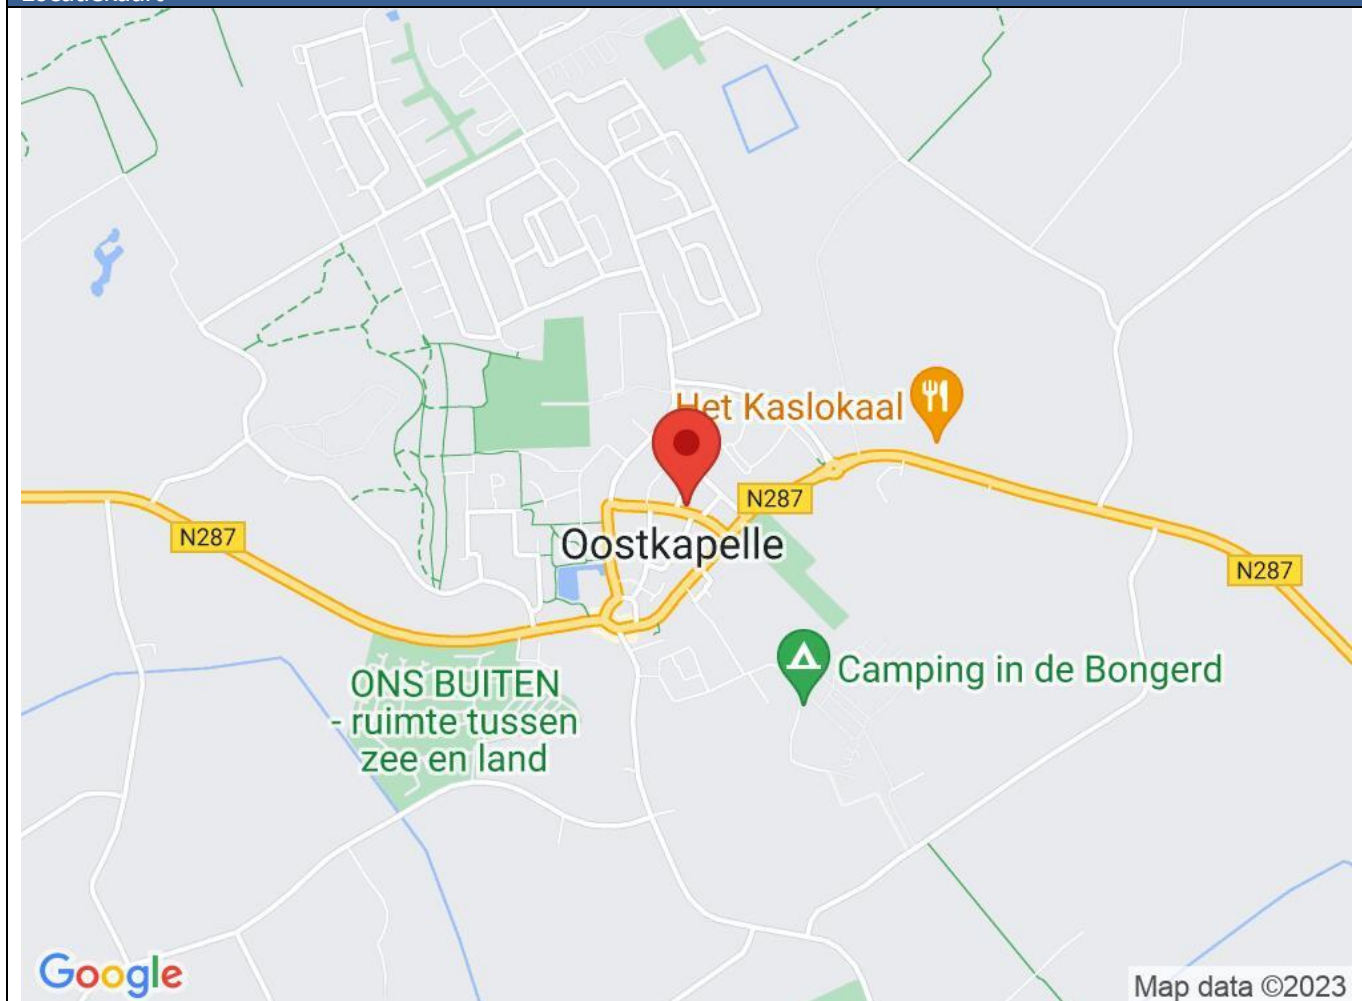 Het Kaslokaal
N287
N287
Oostkapelle
N287
Camping in de Bongerd
ONS BUITEN
- ruimte tussen
zee en land
Google
Map data ©2023